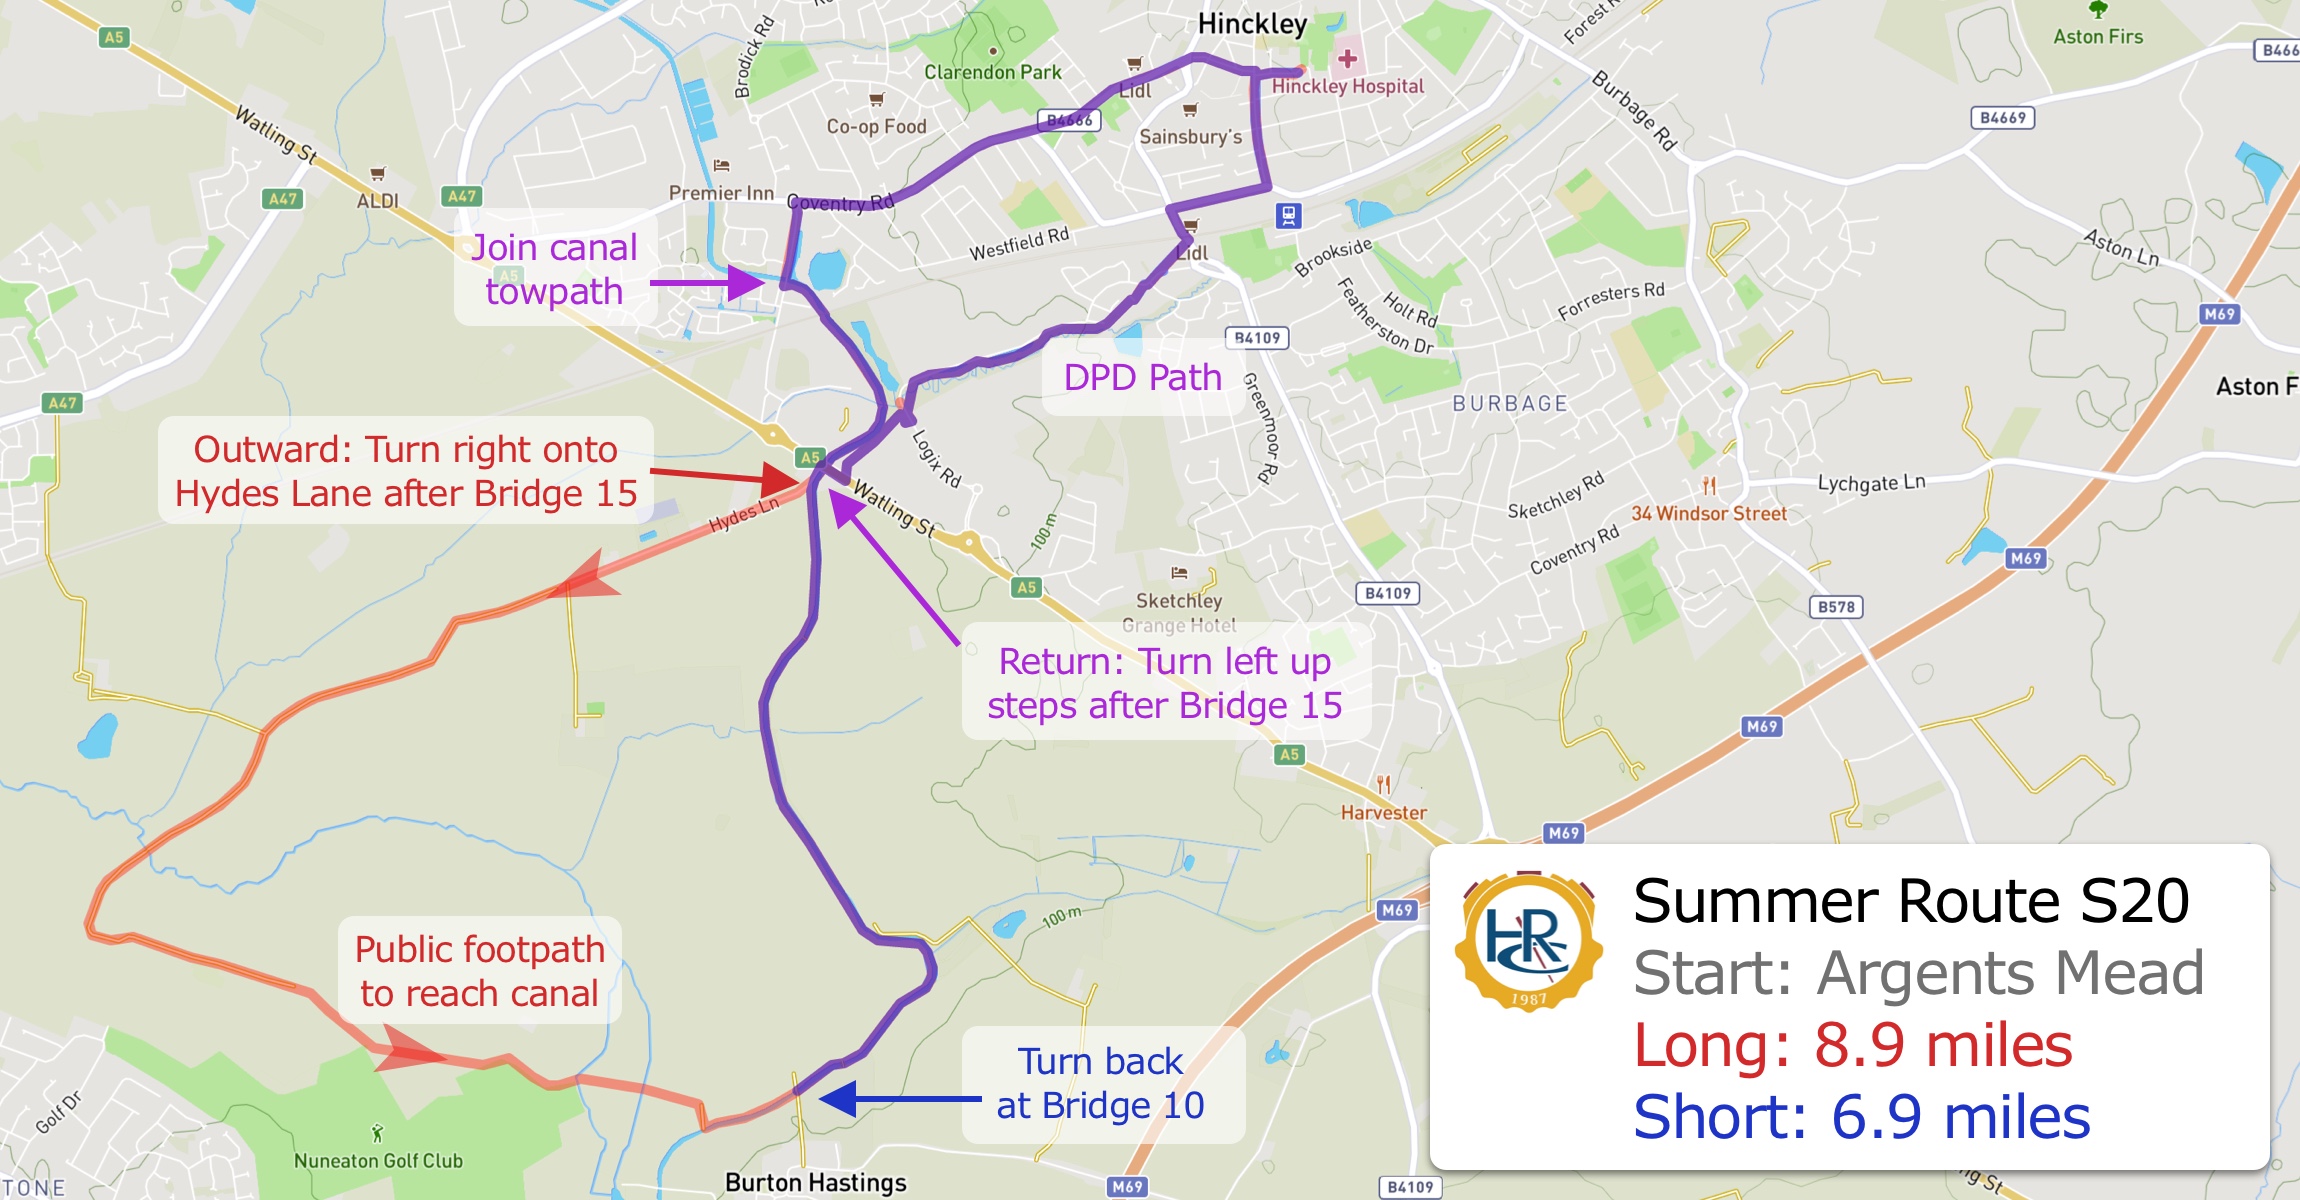 Hinckley
Aston Firs
A5
B466
Brodick Rd
Forest R
Clarendon Park
Lidl
Hinckley Hospital
Burbage Rd
Co-op Food
B4666
Sainsbury's
B4669
Watling St
ALDI
A47
A47
Premier Inn
Coventry Rd
Westfield Rd
Lidl
Brookside
Aston Ln
Join canal
towpath
A5
Forresters Rd
Holt Rd
Featherston Dr
M69
B4109
DPD Path
Aston F
A47
BURBAGE
Greenmoor Rd
Outward: Turn right onto
Hydes Lane after Bridge 15
A5
Logix Rd
Hydes Ln
Watling St
Sketchley Rd
Lychgate Ln
34 Windsor Street
100 m
Coventry Rd
M69
A5
Sketchley
Grange Hotel
B4109
B578
Return: Turn left up
steps after Bridge 15
M69
A5
Harvester
M69
M69
100 m
Public footpath
to reach canal
Turn back
at Bridge 10
Golf Dr
Nuneaton Golf Club
Burton Hastings
TONE
M69
B4109
ng St
HR
1987
Summer Route S20
Start: Argents Mead
Long: 8.9 miles
Short: 6.9 miles